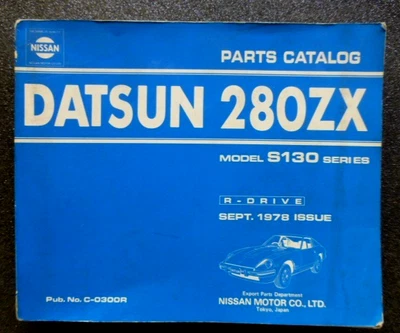 NISSAN
PARTS CATALOG
DATSUN 280ZX
MODEL S130 SERIES
R-DRIVE
SEPT. 1978 ISSUE
Export Parts Department
NISSAN MOTOR CO., LTD.
Tokyo, Japan
Pub. No. C-0300R